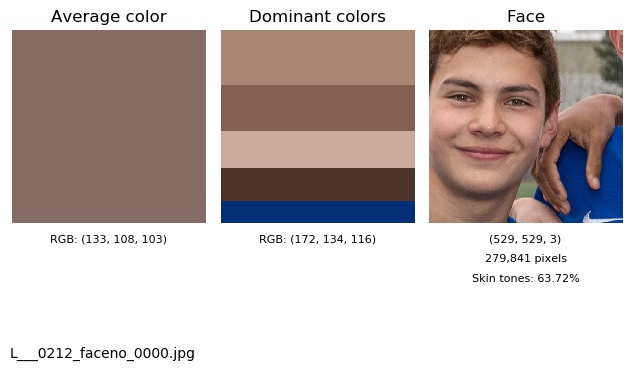 Average color
Dominant colors
Face
RGB: (133, 108, 103)
RGB: (172, 134, 116)
(529, 529, 3)
279,841 pixels
Skin tones: 63.72%
L___0212_faceno_0000.jpg